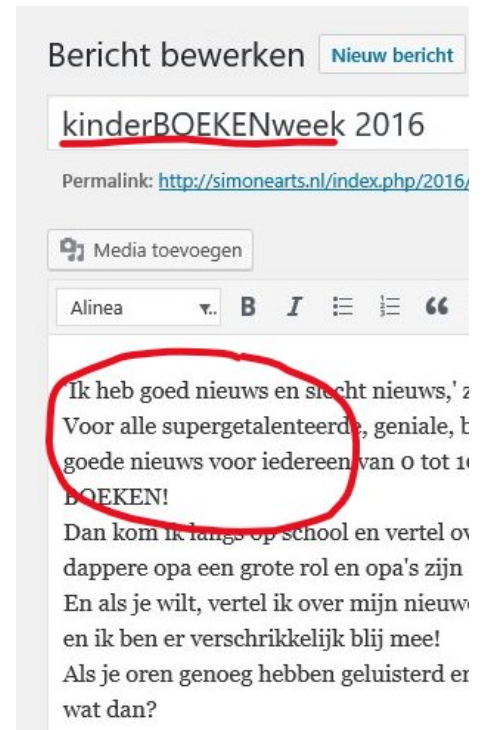 Bericht bewerken Nieuw bericht
kinderBOEKENweek 2016
Permalink: http://simonearts.nl/index.php/2016/
Media toevoegen
Alinea B I
'Ik heb goed nieuws en slecht nieuws,' z
Voor alle supergetalenteerde, geniale, b
goede nieuws voor iedereen van 0 tot 10
BOEKEN!
Dan kom ik langs op school en vertel ov
dappere opa een grote rol en opa's zijn
En als je wilt, vertel ik over mijn nieuw
en ik ben er verschrikkelijk blij mee!
Als je oren genoeg hebben geluisterd en
wat dan?